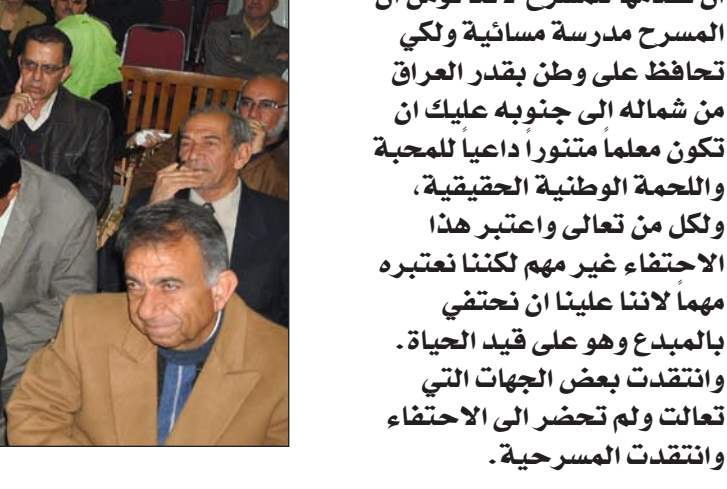 المسرح مدرسة مسائية ولكي
تحافظ على وطن بقدر العراق
من شماله الى جنوبه عليك ان
تكون معلماً متنوراً داعياً للمحبة
واللحمة الوطنية الحقيقية،
ولكل من تعالى واعتبر هذا
الاحتفاء غير مهم لكننا نعتبره
مهماً لاننا علينا ان نحتفي
بالمبدع وهو على قيد الحياة.
وانتقدت بعض الجهات التي
تعالت ولم تحضر الى الاحتفاء
وانتقدت المسرحية.